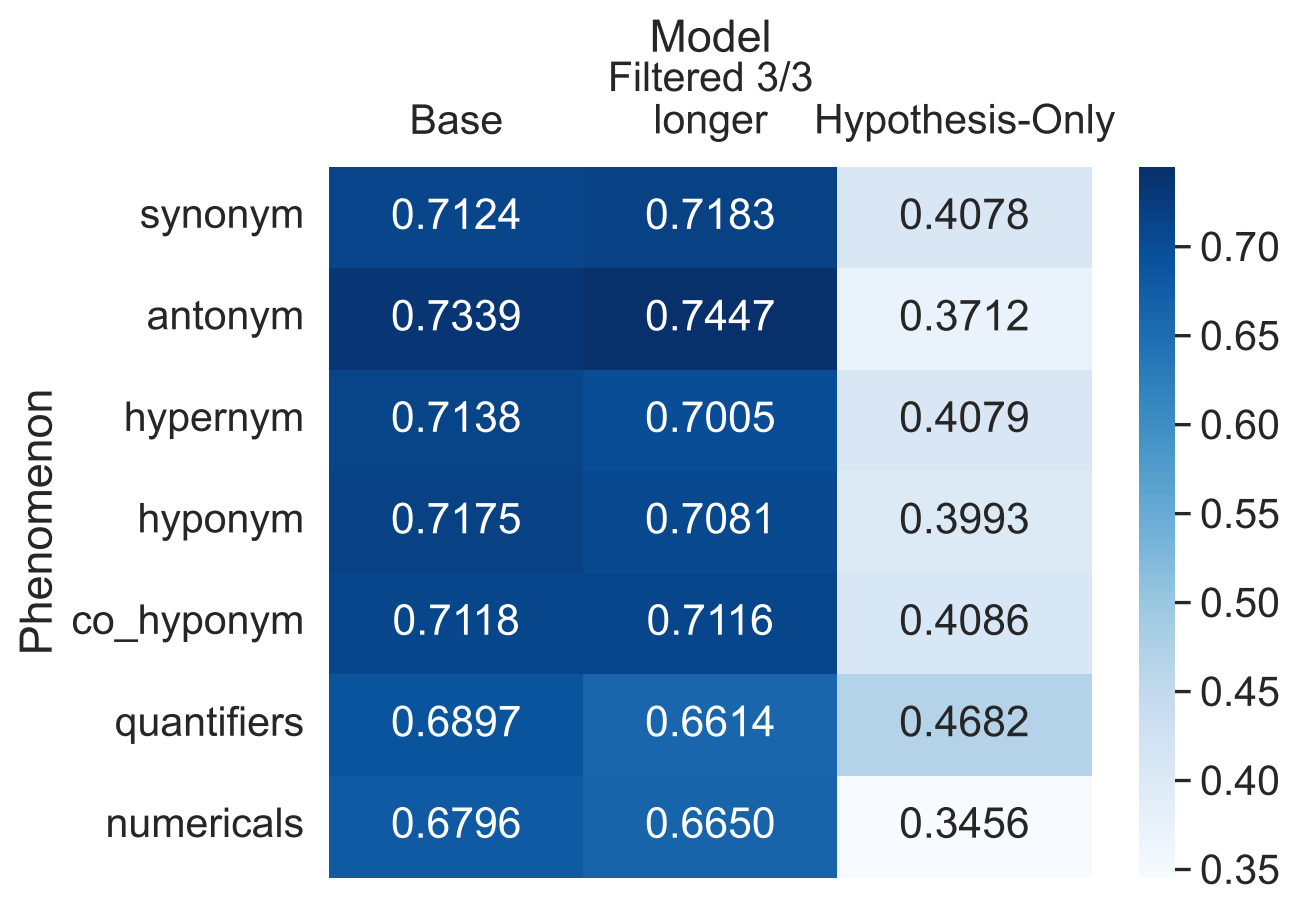 Model
Filtered 3/3
Base longer Hypothesis-Only
synonym 0.7124 0.7183 0.4078
antonym 0.7339 0.7447 0.3712
hypernym 0.7138 0.7005 0.4079
hyponym 0.7175 0.7081 0.3993
co_hyponym 0.7118 0.7116 0.4086
quantifiers 0.6897 0.6614 0.4682
numericals 0.6796 0.6650 0.3456
Phenomenon
0.70
0.65
0.60
0.55
0.50
0.45
0.40
0.35